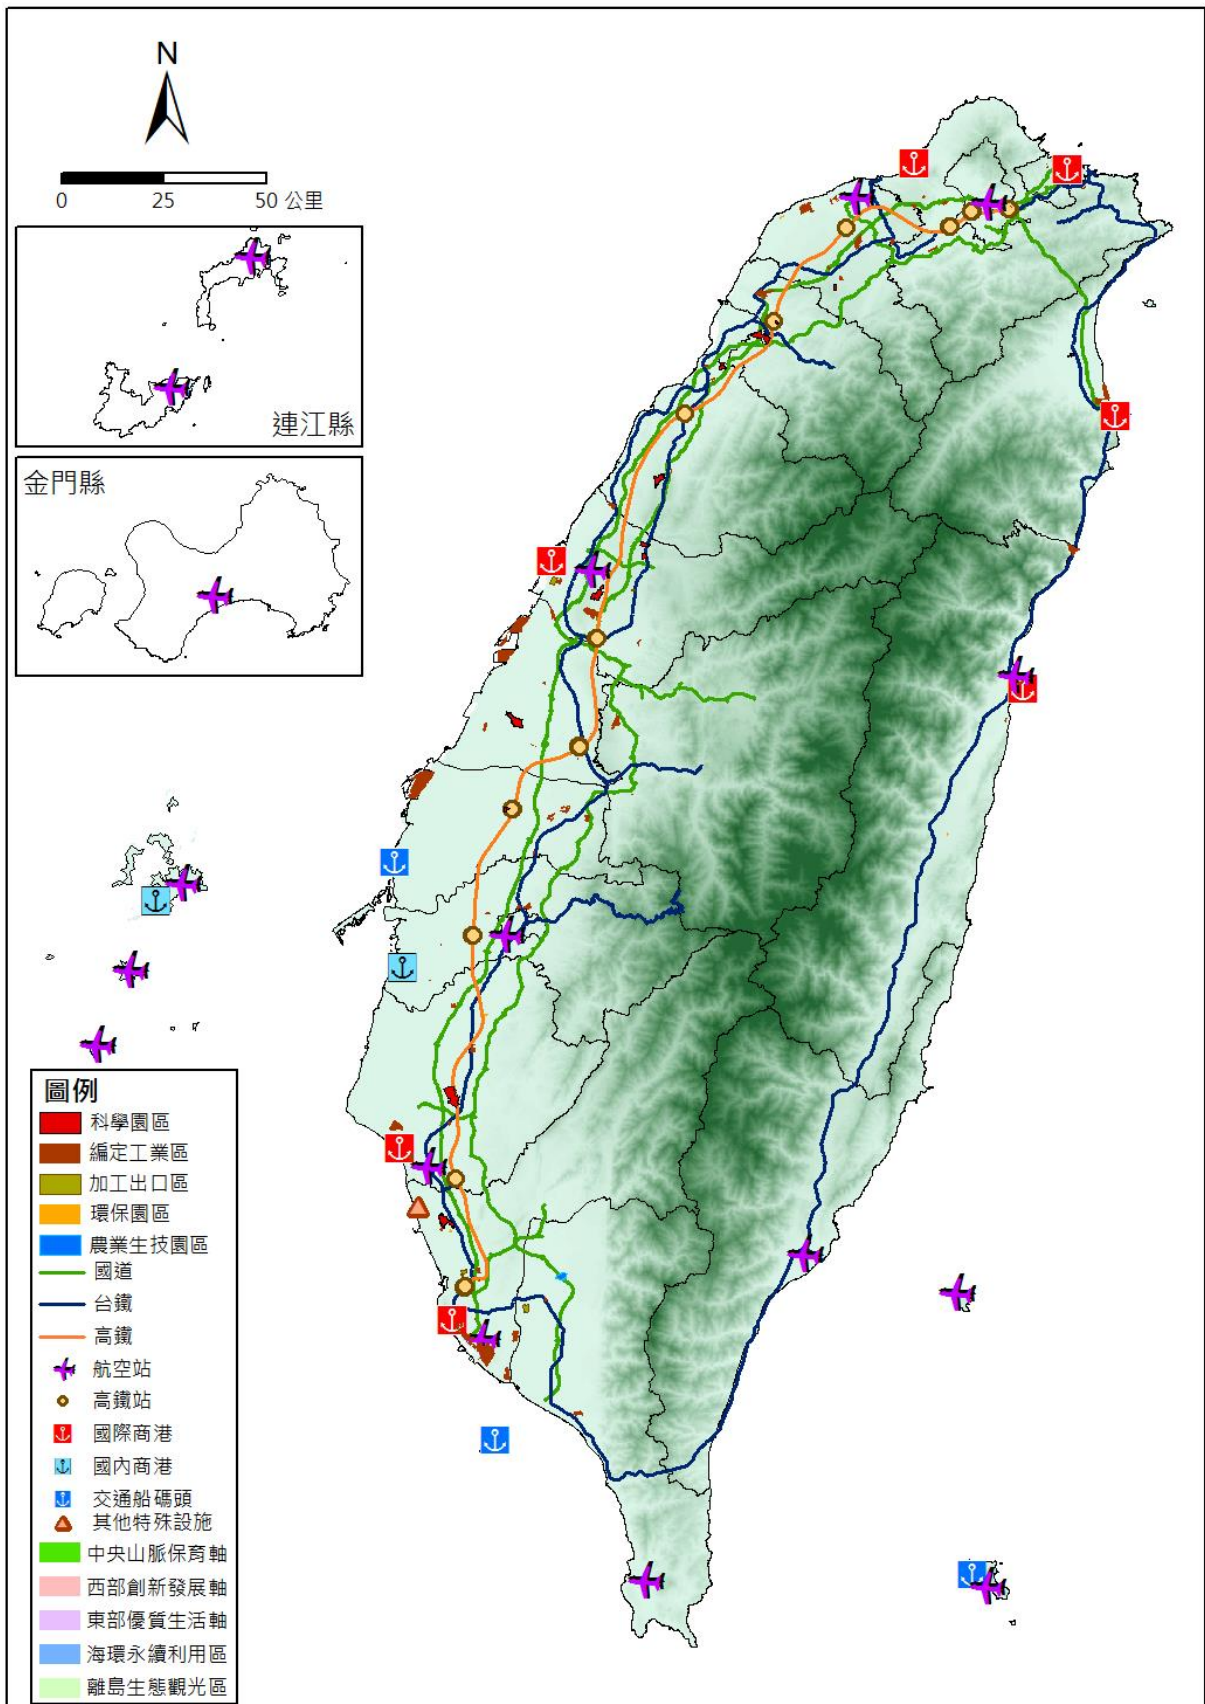 N
0 25 50 公里
連江縣
金門縣
圖例
科學園區
編定工業區
加工出口區
環保園區
農業生技園區
國道
台鐵
高鐵
航空站
高鐵站
國際商港
國內商港
交通船碼頭
其他特殊設施
中央山脈保育軸
西部創新發展軸
東部優質生活軸
海環永續利用區
離島生態觀光區